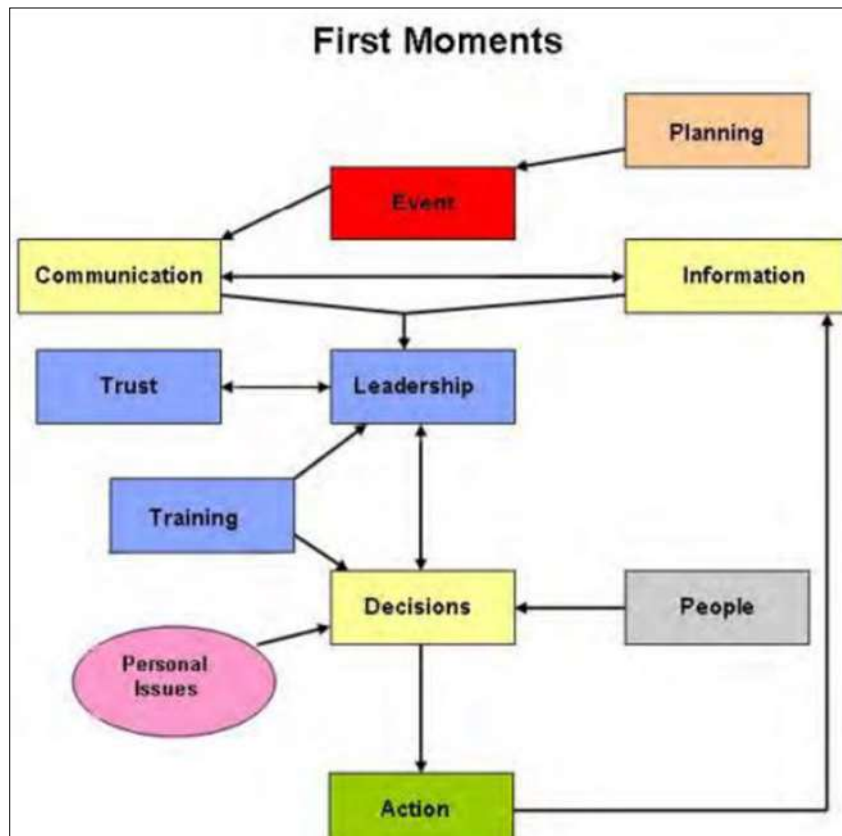 First Moments
Planning
Event
Communication
Information
Trust
Leadership
Training
Decisions
People
Personal
Issues
Action